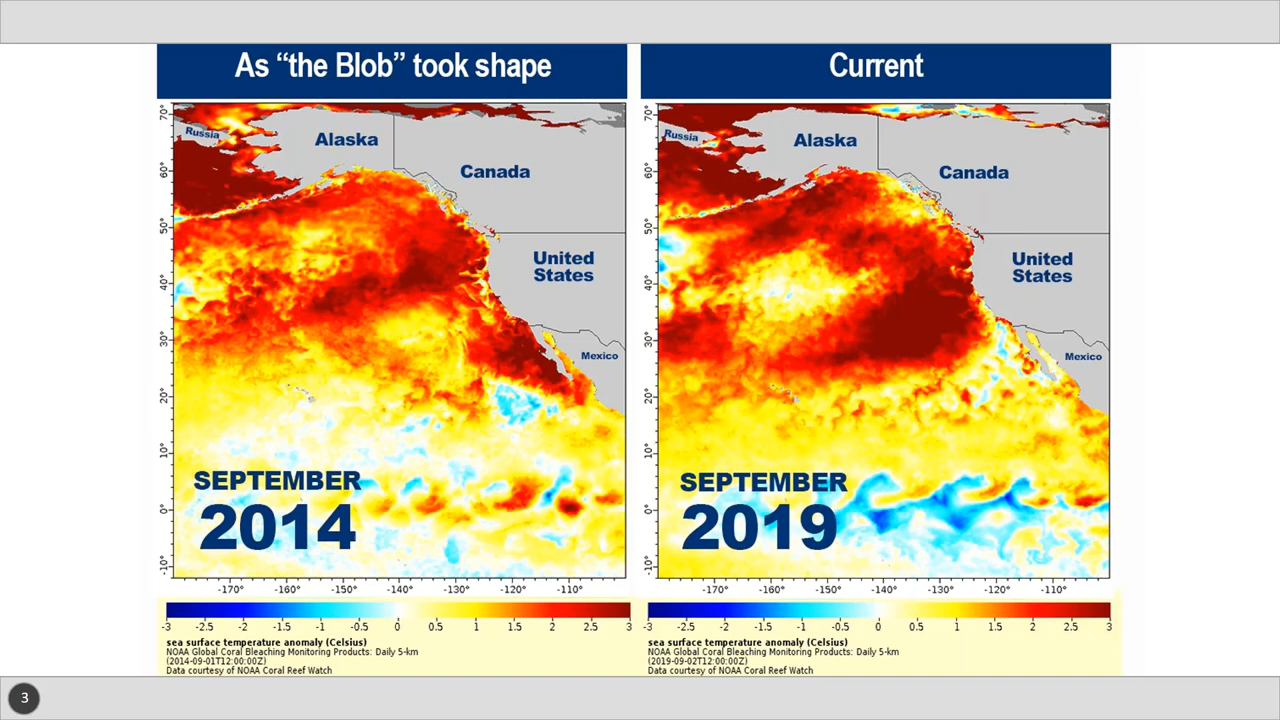 As “the Blob” took shape
Russia
Alaska
Canada
United
States
Mexico
SEPTEMBER
2014
70°
60°
50°
40°
30°
20°
10°
0°
-10°
-170°
-160°
-150°
-140°
-130°
-120°
-110°
-3
-2.5
-2
-1.5
-1
-0.5
0
0.5
1
1.5
2
2.5
3
sea surface temperature anomaly (Celsius)
NOAA Global Coral Bleaching Monitoring Products: Daily 5-km
(2014-09-01T12:00:00Z)
Data courtesy of NOAA Coral Reef Watch
Current
Russia
Alaska
Canada
United
States
Mexico
SEPTEMBER
2019
70°
60°
50°
40°
30°
20°
10°
0°
-10°
-170°
-160°
-150°
-140°
-130°
-120°
-110°
-3
-2.5
-2
-1.5
-1
-0.5
0
0.5
1
1.5
2
2.5
3
sea surface temperature anomaly (Celsius)
NOAA Global Coral Bleaching Monitoring Products: Daily 5-km
(2019-09-02T12:00:00Z)
Data courtesy of NOAA Coral Reef Watch
3